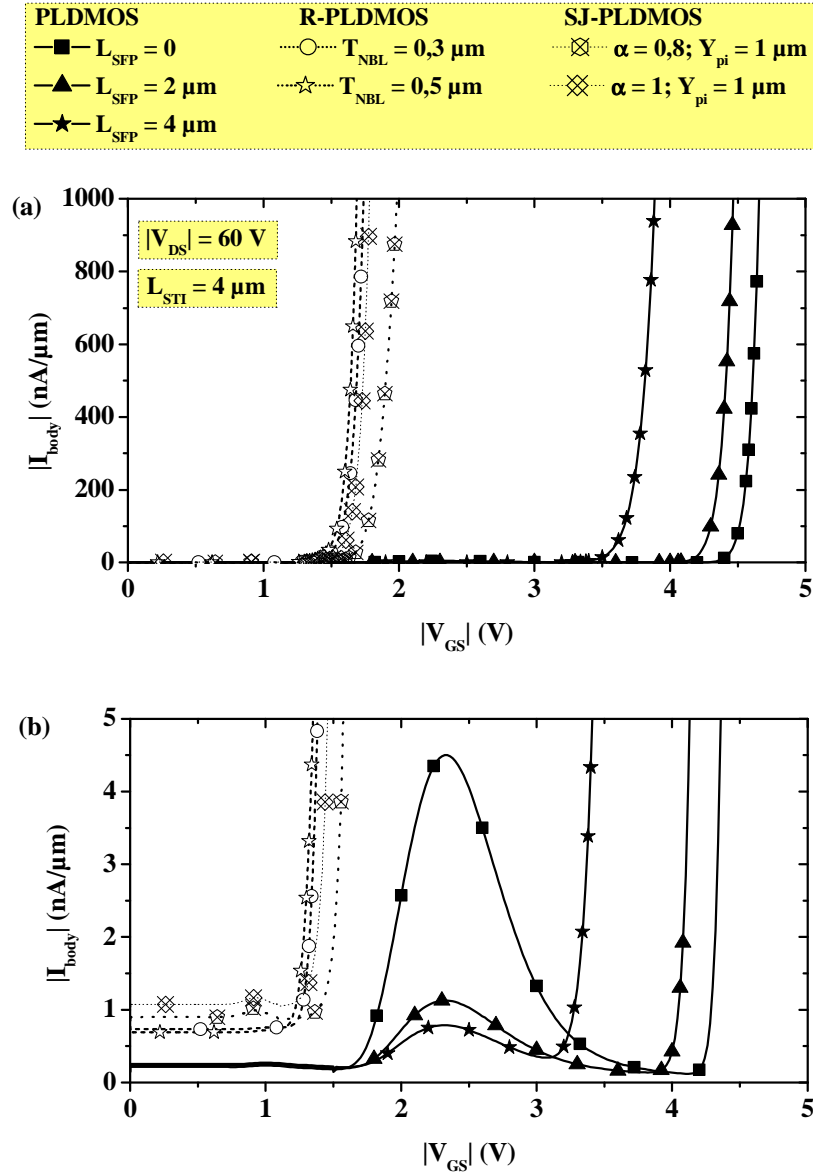 PLDMOS R-PLDMOS SJ-PLDMOS
L_SFP = 0 T_NBL = 0,3 µm α = 0,8; Y_pi = 1 µm
L_SFP = 2 µm T_NBL = 0,5 µm α = 1; Y_pi = 1 µm
L_SFP = 4 µm
(a)
|V_DS| = 60 V
L_STI = 4 µm
1000
800
600
400
200
0
|I_body| (nA/µm)
0 1 2 3 4 5
|V_GS| (V)
(b)
5
4
3
2
1
0
|I_body| (nA/µm)
0 1 2 3 4 5
|V_GS| (V)